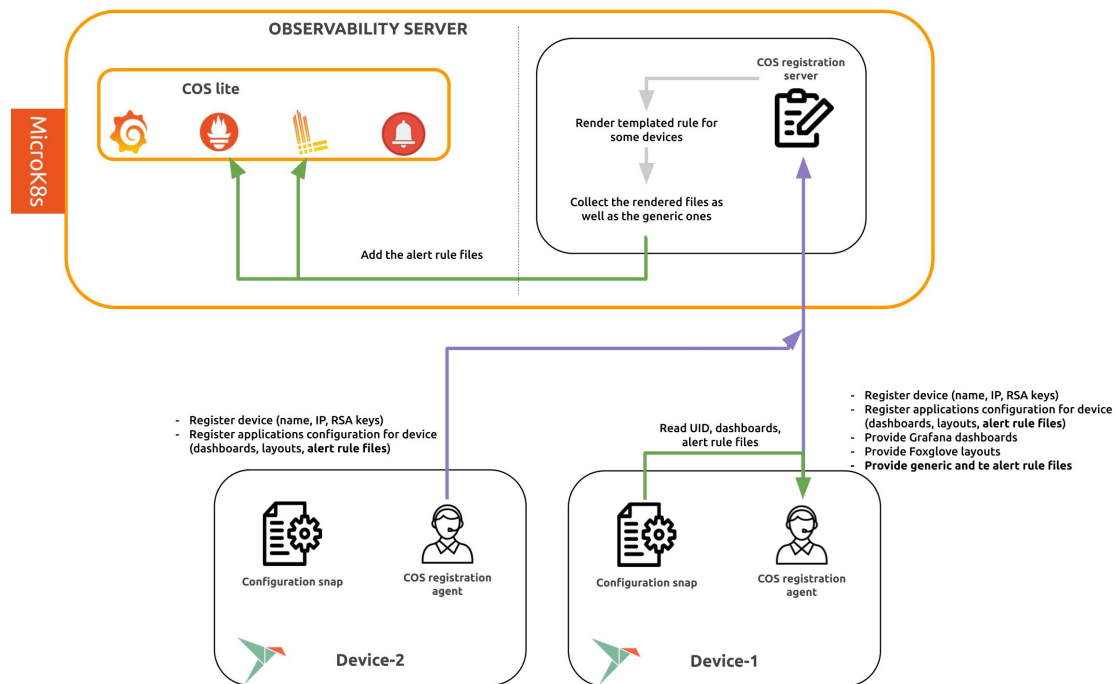 OBSERVABILITY SERVER
MicroK8s
COS lite
COS registration
server
Render templated rule for
some devices
Collect the rendered files as
well as the generic ones
Add the alert rule files
- Register device (name, IP, RSA keys)
- Register applications configuration for device
(dashboards, layouts, alert rule files)
Read UID, dashboards,
alert rule files
- Register device (name, IP, RSA keys)
- Register applications configuration for device
(dashboards, layouts, alert rule files)
- Provide Grafana dashboards
- Provide Foxglove layouts
- Provide generic and te alert rule files
Configuration snap
COS registration
agent
Device-2
Configuration snap
COS registration
agent
Device-1